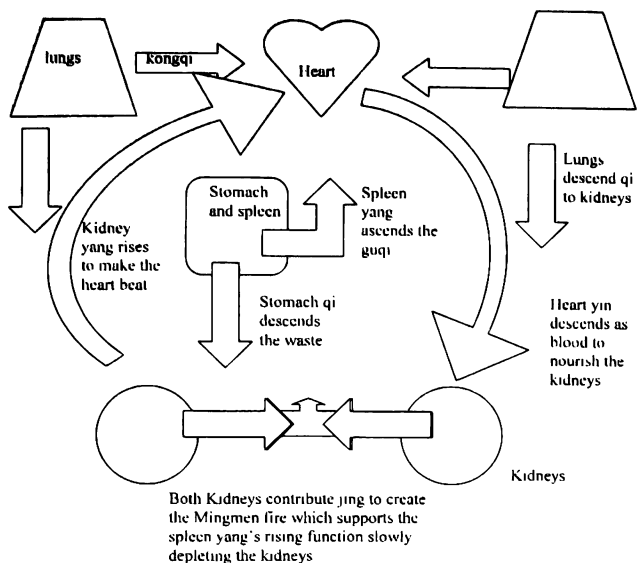 lungs
kongqi
Heart
Lungs
descend qi
to kidneys
Stomach
and spleen
Spleen
yang
ascends the
guqi
Kidney
yang rises
to make the
heart beat
Stomach qi
descends
the waste
Heart yin
descends as
blood to
nourish the
kidneys
Kidneys
Both Kidneys contribute jing to create
the Mingmen fire which supports the
spleen yang's rising function slowly
depleting the kidneys